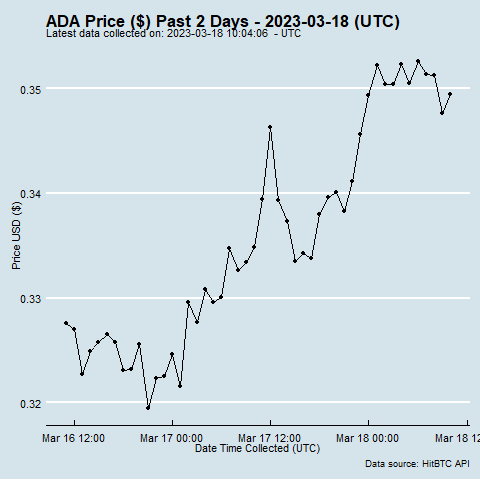 ADA Price ($) Past 2 Days - 2023-03-18 (UTC)
Latest data collected on: 2023-03-18 10:04:06 - UTC
0.35
0.34
0.33
0.32
Price USD ($)
Mar 16 12:00
Mar 17 00:00
Mar 17 12:00
Mar 18 00:00
Mar 18 12
Date Time Collected (UTC)
Data source: HitBTC API